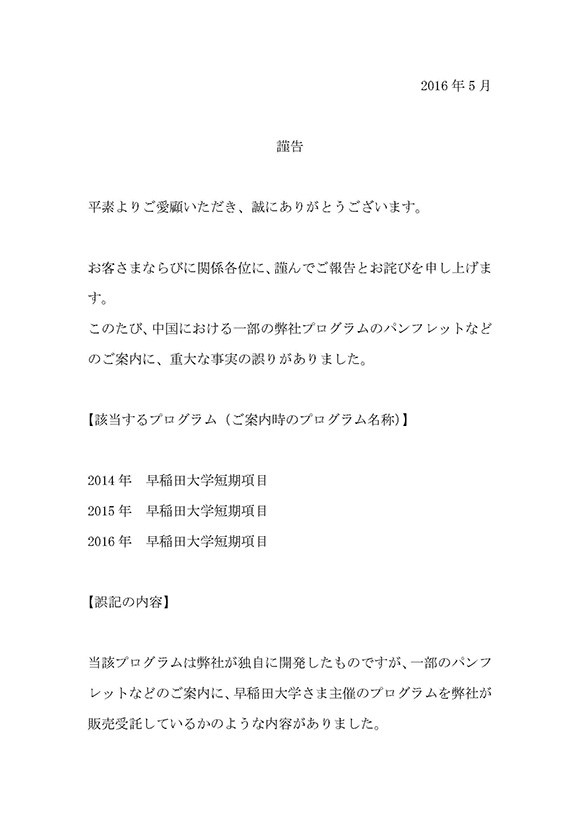 2016 年 5 月
謹告
平素よりご愛顧いただき、誠にありがとうございます。
お客さまならびに関係各位に、謹んでご報告とお詫びを申し上げま
す。
このたび、中国における一部の弊社プログラムのパンフレットなど
のご案内に、重大な事実の誤りがありました。
【該当するプログラム（ご案内時のプログラム名称）】
2014 年　早稲田大学短期項目
2015 年　早稲田大学短期項目
2016 年　早稲田大学短期項目
【誤記の内容】
当該プログラムは弊社が独自に開発したものですが、一部のパンフ
レットなどのご案内に、早稲田大学さま主催のプログラムを弊社が
販売受託しているかのような内容がありました。